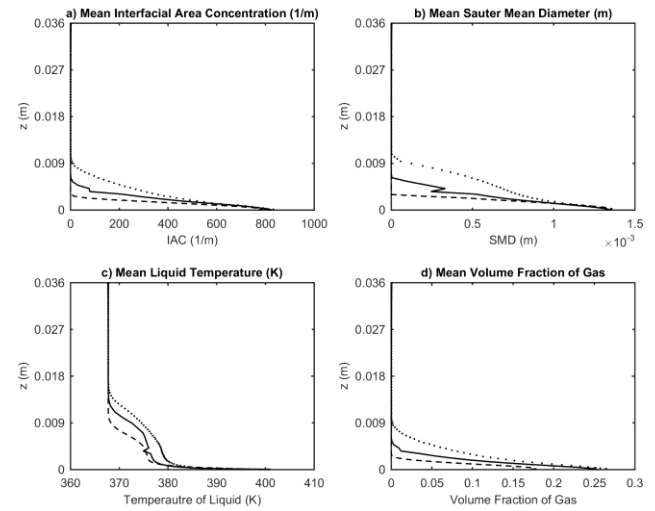 a) Mean Interfacial Area Concentration (1/m)
0.036
0.027
z (m)
0.018
0.009
0
0 200 400 600 800 1000
IAC (1/m)
b) Mean Sauter Mean Diameter (m)
0.036
0.027
z (m)
0.018
0.009
0
0 0.5 1 1.5
SMD (m)
×10⁻³
c) Mean Liquid Temperature (K)
0.036
0.027
z (m)
0.018
0.009
0
360 370 380 390 400 410
Temperautre of Liquid (K)
d) Mean Volume Fraction of Gas
0.036
0.027
z (m)
0.018
0.009
0
0 0.05 0.1 0.15 0.2 0.25 0.3
Volume Fraction of Gas